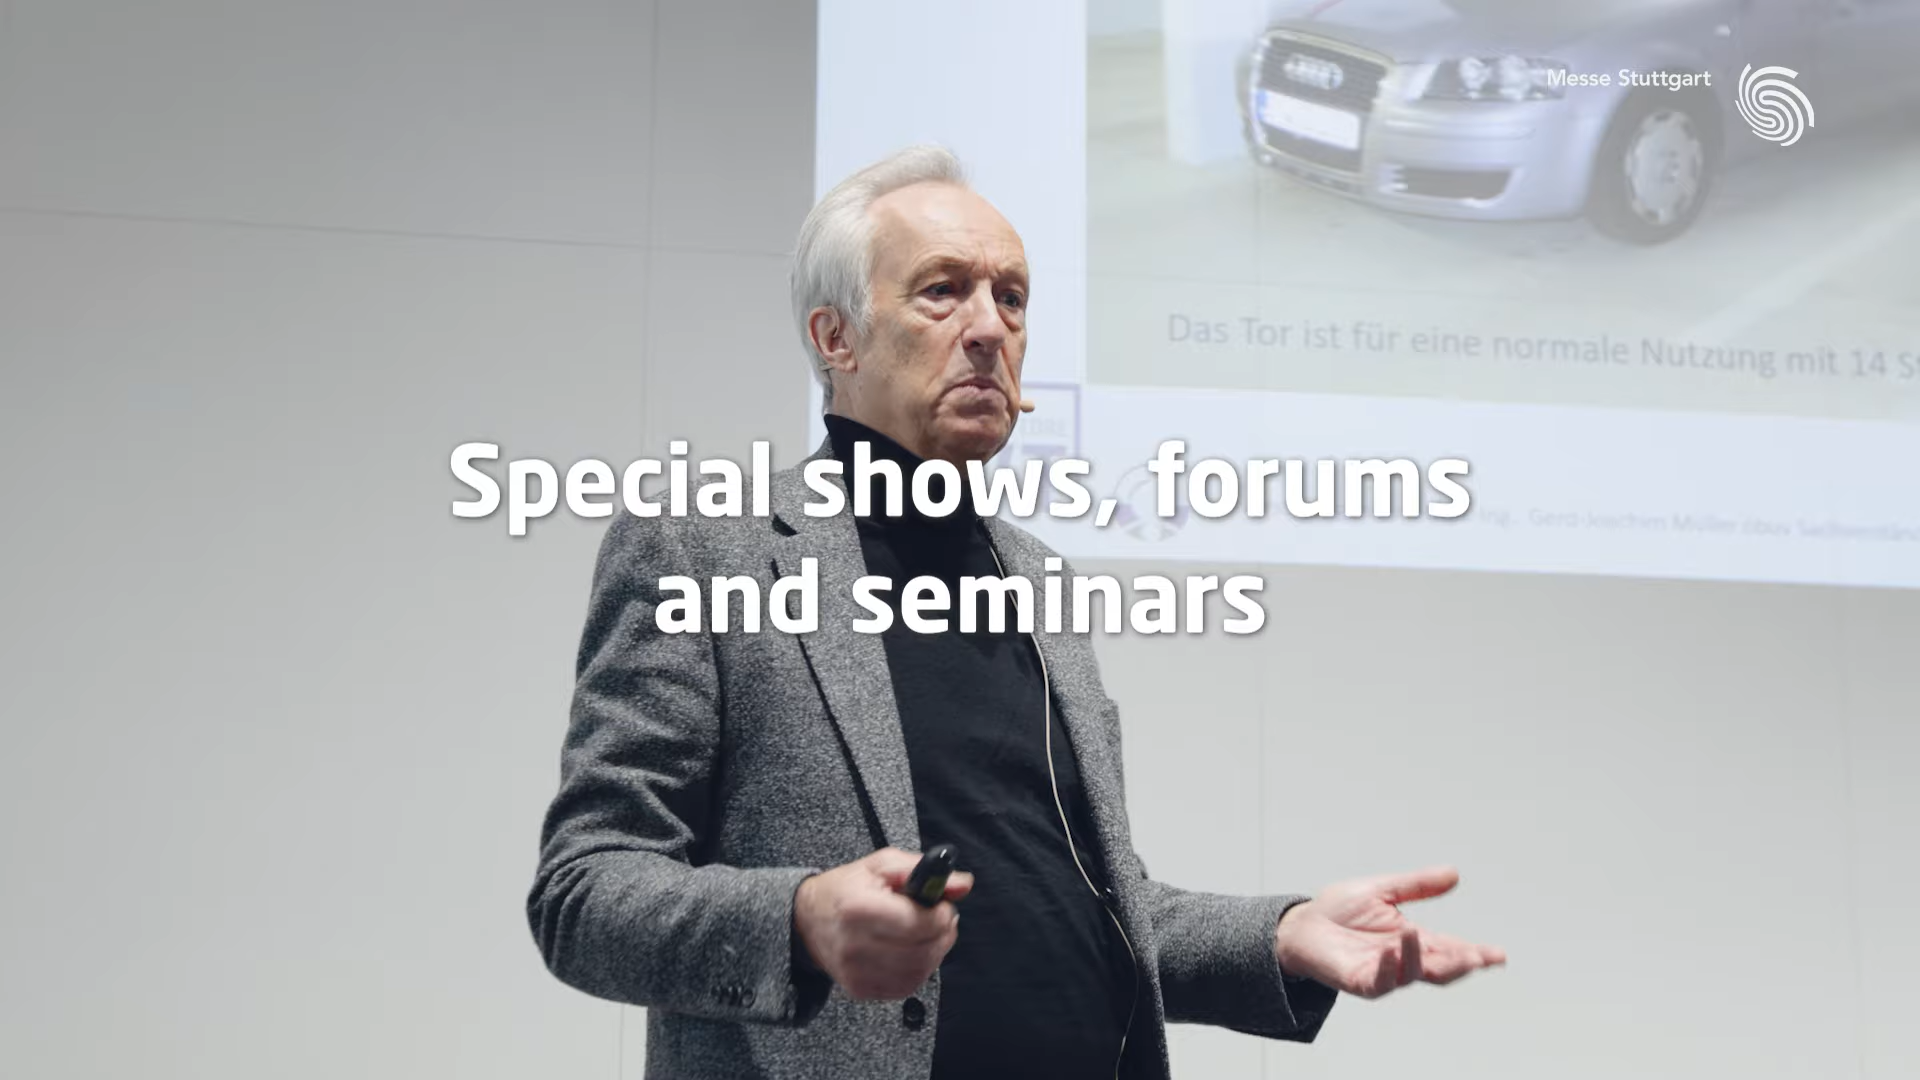 Messe Stuttgart
Das Tor ist für eine normale Nutzung mit 14
Special shows, forums
and seminars